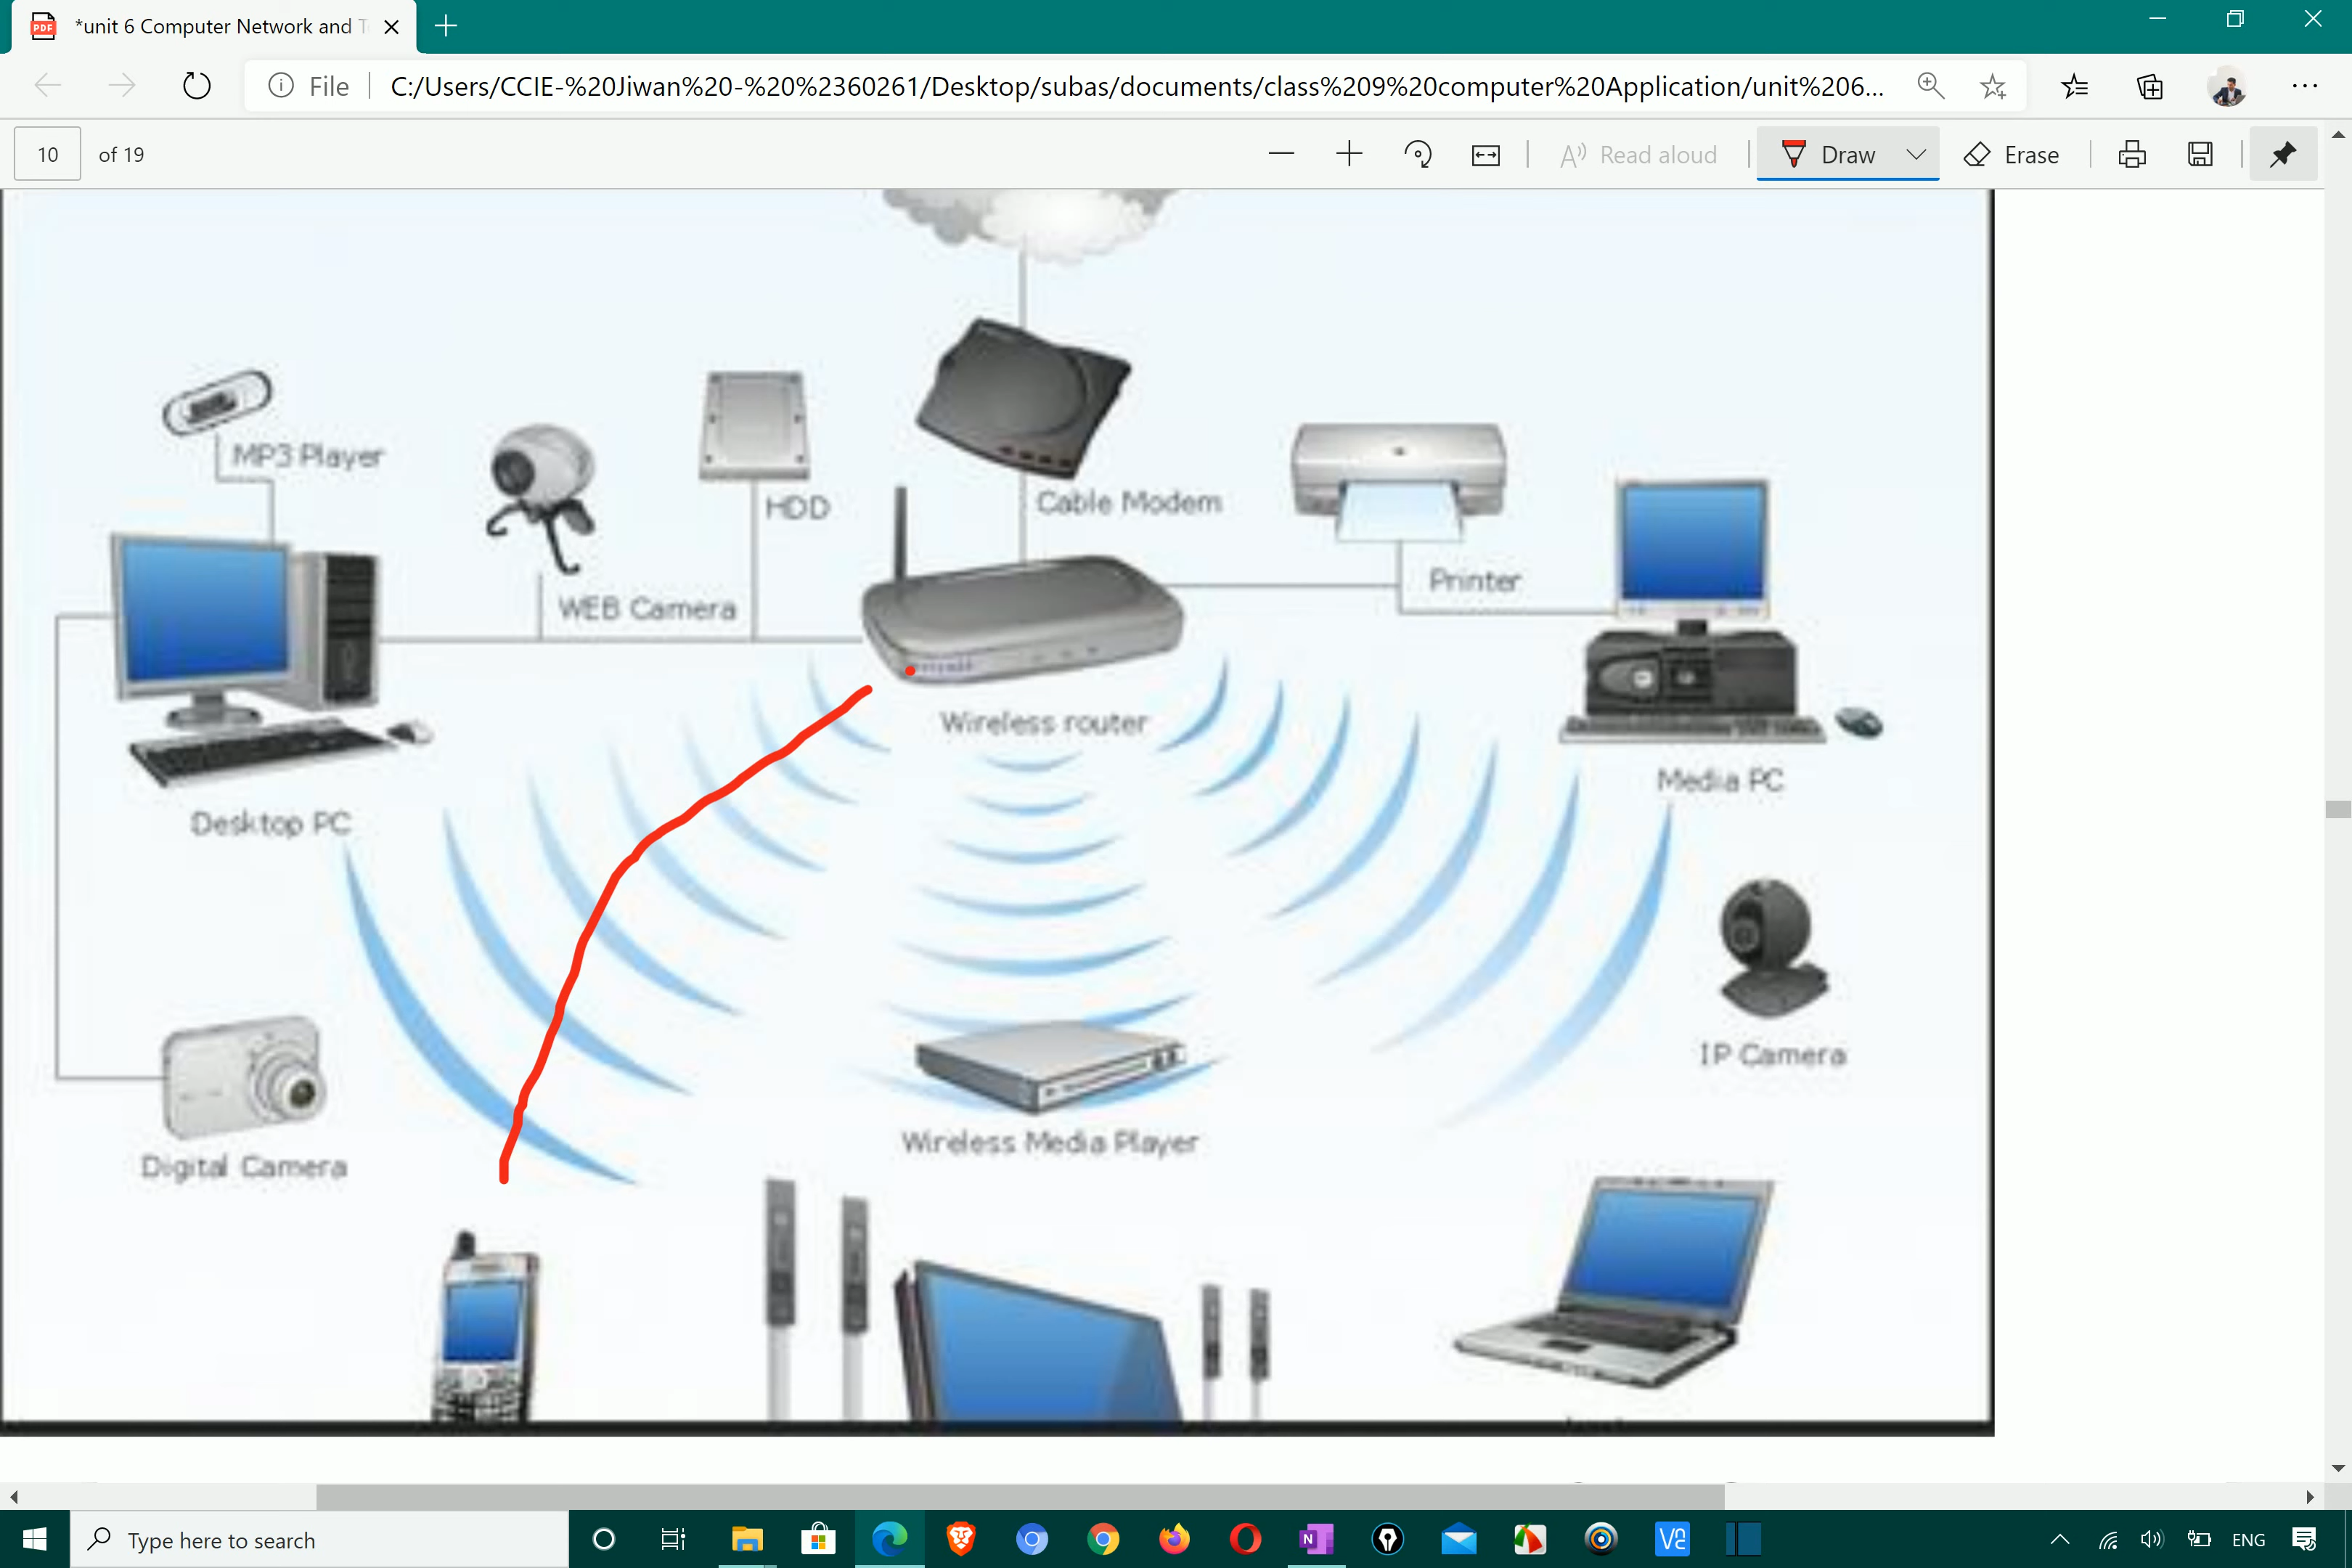 *unit 6 Computer Network and T
File
C:/Users/CCIE-%20Jiwan%20-%20%2360261/Desktop/subas/documents/class%209%20computer%20Application/unit%206...
10 of 19
Read aloud
Draw
Erase
MP3 Player
HDD
Cable Modem
Printer
WEB Camera
Wireless router
Media PC
Desktop PC
IP Camera
Wireless Media Player
Digital Camera
Type here to search
ENG